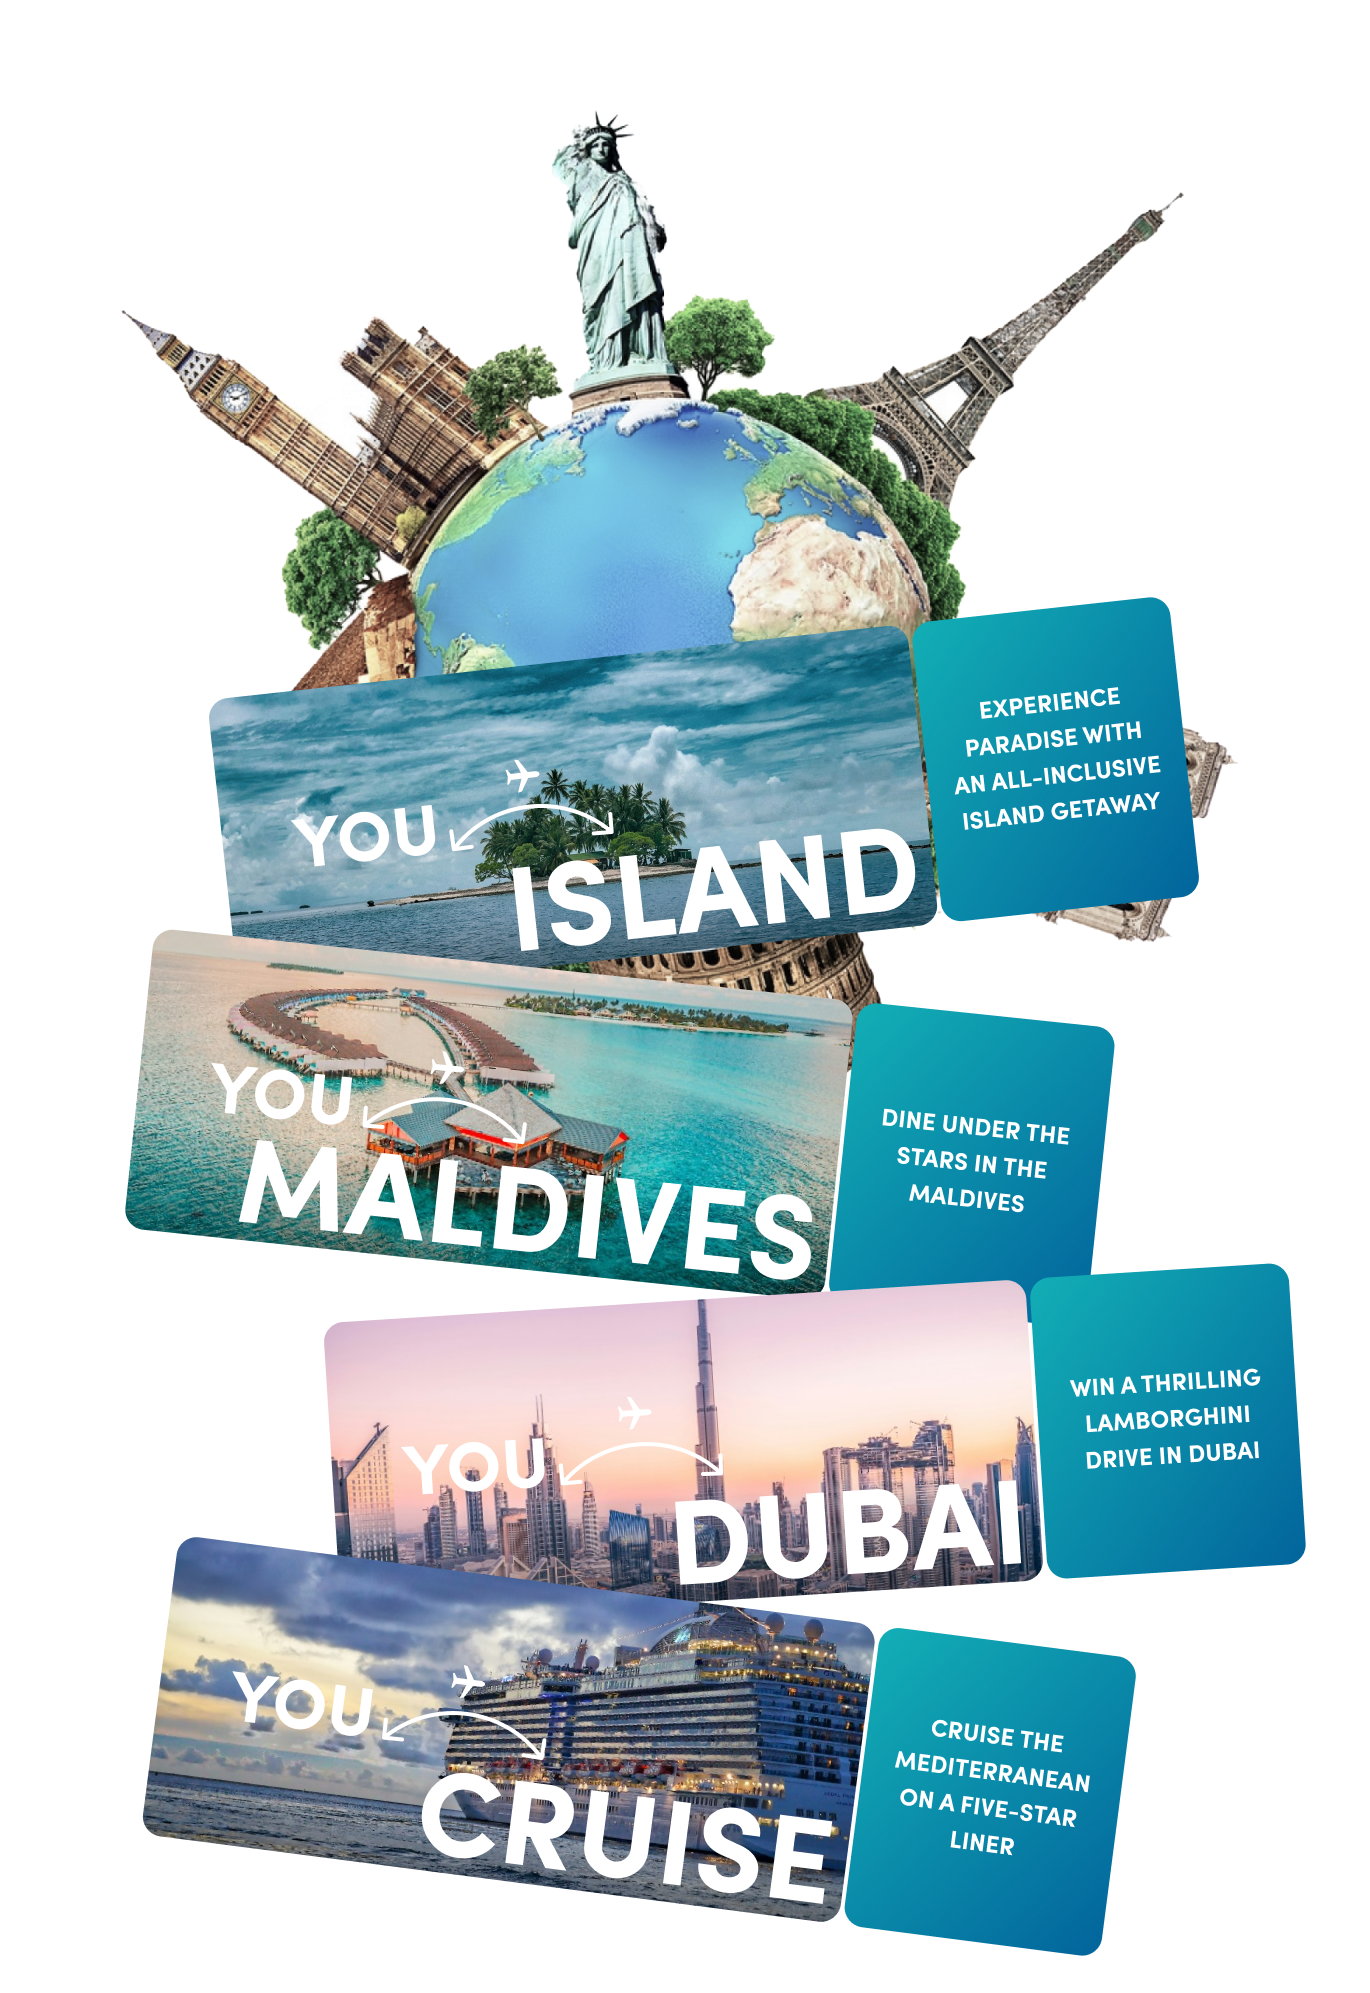 YOU
ISLAND
EXPERIENCE
PARADISE WITH
AN ALL-INCLUSIVE
ISLAND GETAWAY
YOU
MALDIVES
DINE UNDER THE
STARS IN THE
MALDIVES
YOU
DUBAI
WIN A THRILLING
LAMBORGHINI
DRIVE IN DUBAI
YOU
CRUISE
CRUISE THE
MEDITERRANEAN
ON A FIVE-STAR
LINER